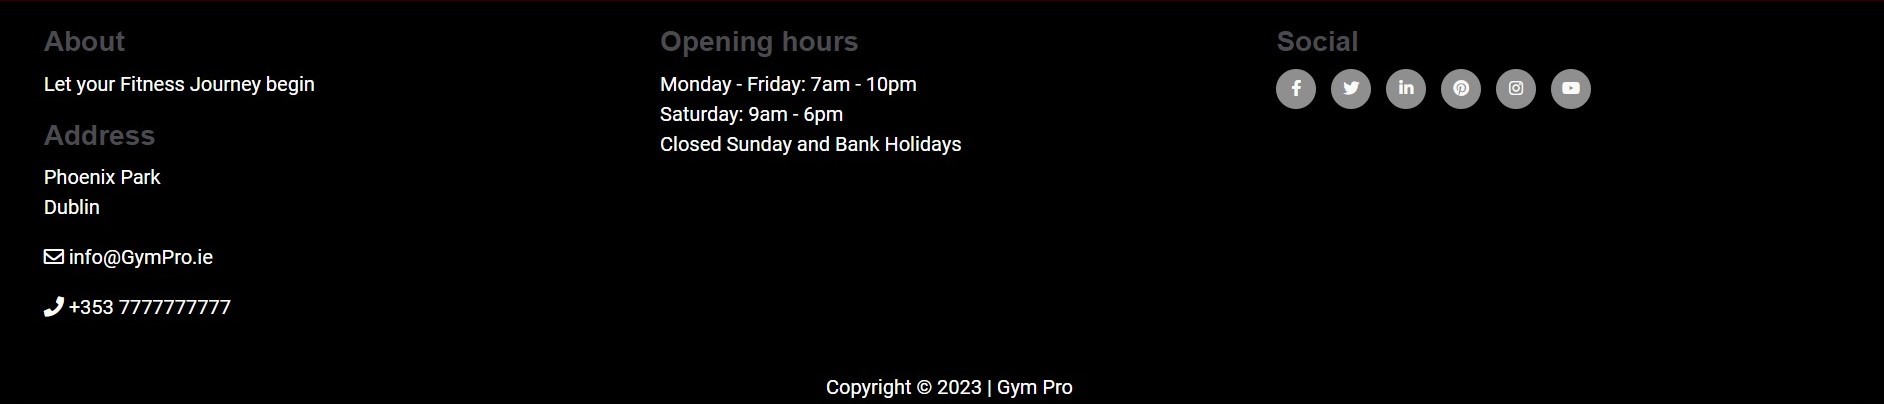 About
Let your Fitness Journey begin
Address
Phoenix Park
Dublin
info@GymPro.ie
+353 7777777777
Opening hours
Monday - Friday: 7am - 10pm
Saturday: 9am - 6pm
Closed Sunday and Bank Holidays
Social
Copyright © 2023 | Gym Pro